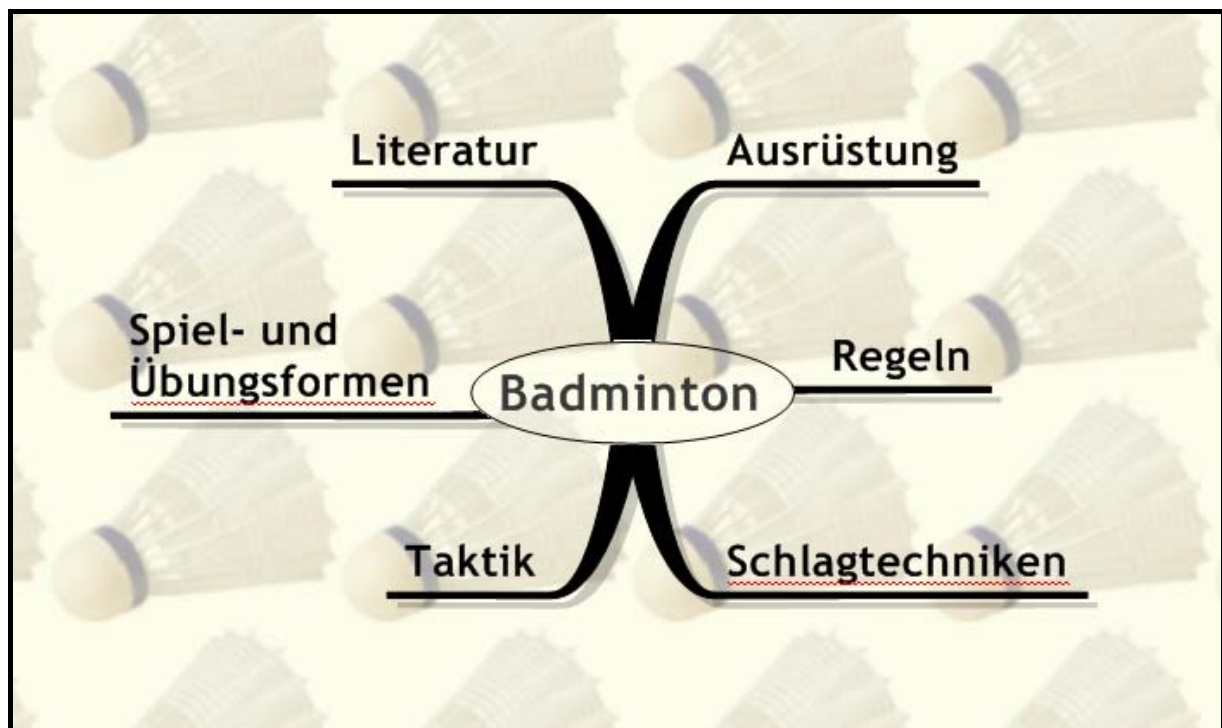 Literatur
Ausrüstung
Spiel- und
Übungsformen
Badminton
Regeln
Taktik
Schlagtechniken